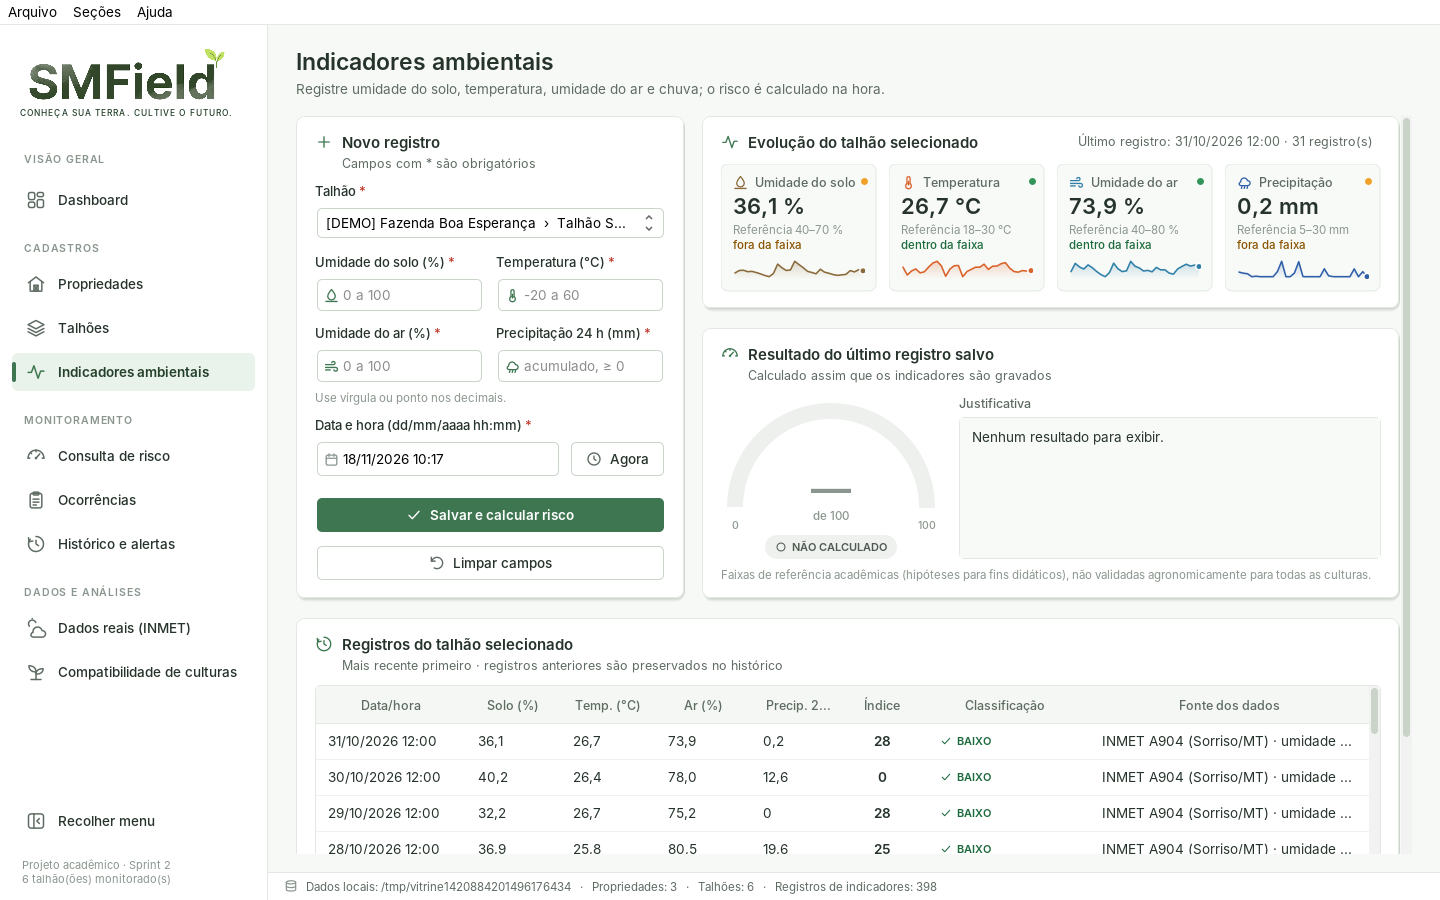 Arquivo Seções Ajuda
SMField
CONHEÇA SUA TERRA. CULTIVE O FUTURO.
VISÃO GERAL
Dashboard
CADASTROS
Propriedades
Talhões
Indicadores ambientais
MONITORAMENTO
Consulta de risco
Ocorrências
Histórico e alertas
DADOS E ANÁLISES
Dados reais (INMET)
Compatibilidade de culturas
Recolher menu
Projeto acadêmico · Sprint 2
6 talhão(ões) monitorado(s)
Indicadores ambientais
Registre umidade do solo, temperatura, umidade do ar e chuva; o risco é calculado na hora.
Novo registro
Campos com * são obrigatórios
Talhão *
[DEMO] Fazenda Boa Esperança › Talhão S...
Umidade do solo (%) * Temperatura (°C) *
0 a 100 -20 a 60
Umidade do ar (%) * Precipitação 24 h (mm) *
0 a 100 acumulado, ≥ 0
Use vírgula ou ponto nos decimais.
Data e hora (dd/mm/aaaa hh:mm) *
18/11/2026 10:17 Agora
Salvar e calcular risco
Limpar campos
Evolução do talhão selecionado Último registro: 31/10/2026 12:00 · 31 registro(s)
Umidade do solo
36,1 %
Referência 40–70 %
fora da faixa
Temperatura
26,7 °C
Referência 18–30 °C
dentro da faixa
Umidade do ar
73,9 %
Referência 40–80 %
dentro da faixa
Precipitação
0,2 mm
Referência 5–30 mm
fora da faixa
Resultado do último registro salvo
Calculado assim que os indicadores são gravados
—
de 100
0 100
NÃO CALCULADO
Justificativa
Nenhum resultado para exibir.
Faixas de referência acadêmicas (hipóteses para fins didáticos), não validadas agronomicamente para todas as culturas.
Registros do talhão selecionado
Mais recente primeiro · registros anteriores são preservados no histórico
Data/hora Solo (%) Temp. (°C) Ar (%) Precip. 2... Índice Classificação Fonte dos dados
31/10/2026 12:00 36,1 26,7 73,9 0,2 28 BAIXO INMET A904 (Sorriso/MT) · umidade ...
30/10/2026 12:00 40,2 26,4 78,0 12,6 0 BAIXO INMET A904 (Sorriso/MT) · umidade ...
29/10/2026 12:00 32,2 26,7 75,2 0 28 BAIXO INMET A904 (Sorriso/MT) · umidade ...
28/10/2026 12:00 36,9 25,8 80,5 19,6 25 BAIXO INMET A904 (Sorriso/MT) · umidade ...
Dados locais: /tmp/vitrine1420884201496176434 · Propriedades: 3 · Talhões: 6 · Registros de indicadores: 398